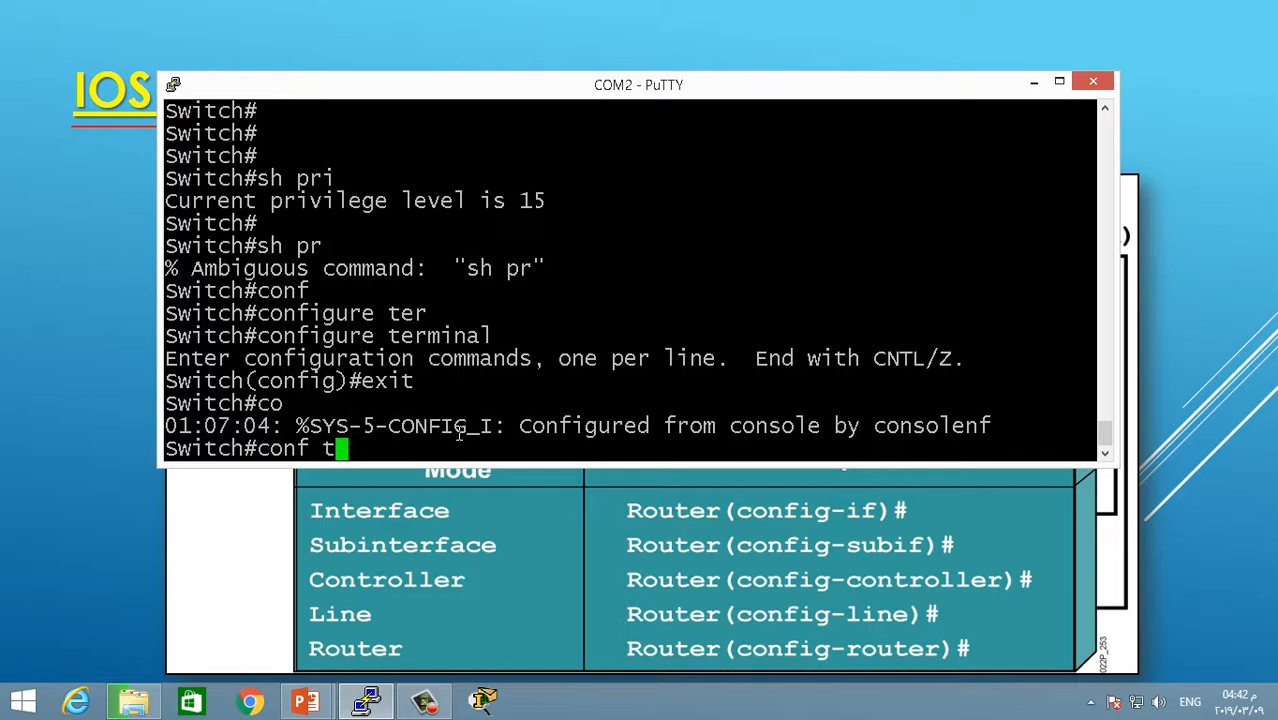 IOS
COM2 - PuTTY
Switch#
Switch#
Switch#
Switch#sh pri
Current privilege level is 15
Switch#
Switch#sh pr
% Ambiguous command:  "sh pr"
Switch#conf
Switch#configure ter
Switch#configure terminal
Enter configuration commands, one per line.  End with CNTL/Z.
Switch(config)#exit
Switch#co
01:07:04: %SYS-5-CONFIG_I: Configured from console by consolenf
Switch#conf t
)
Mode
Interface Router(config-if)#
Subinterface Router(config-subif)#
Controller Router(config-controller)#
Line Router(config-line)#
Router Router(config-router)#
022P_253
ENG
04:42 م
٢٠١٩/٠٣/٠٩